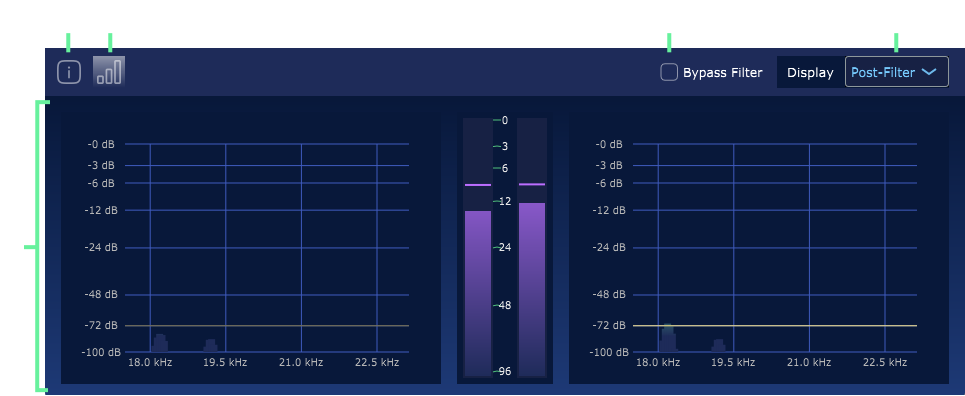 i
Bypass Filter
Display
Post-Filter
-0 dB
-3 dB
-6 dB
-12 dB
-24 dB
-48 dB
-72 dB
-100 dB
18.0 kHz 19.5 kHz 21.0 kHz 22.5 kHz
-0
-3
-6
-12
-24
-48
-96
-0 dB
-3 dB
-6 dB
-12 dB
-24 dB
-48 dB
-72 dB
-100 dB
18.0 kHz 19.5 kHz 21.0 kHz 22.5 kHz